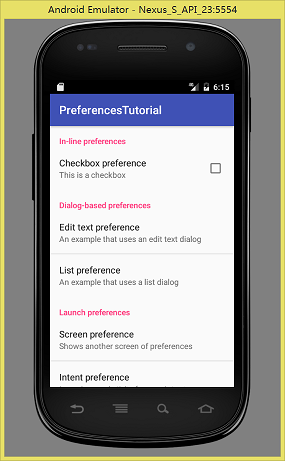 Android Emulator - Nexus_S_API_23:5554
6:15
PreferencesTutorial
In-line preferences
Checkbox preference
This is a checkbox
Dialog-based preferences
Edit text preference
An example that uses an edit text dialog
List preference
An example that uses a list dialog
Launch preferences
Screen preference
Shows another screen of preferences
Intent preference